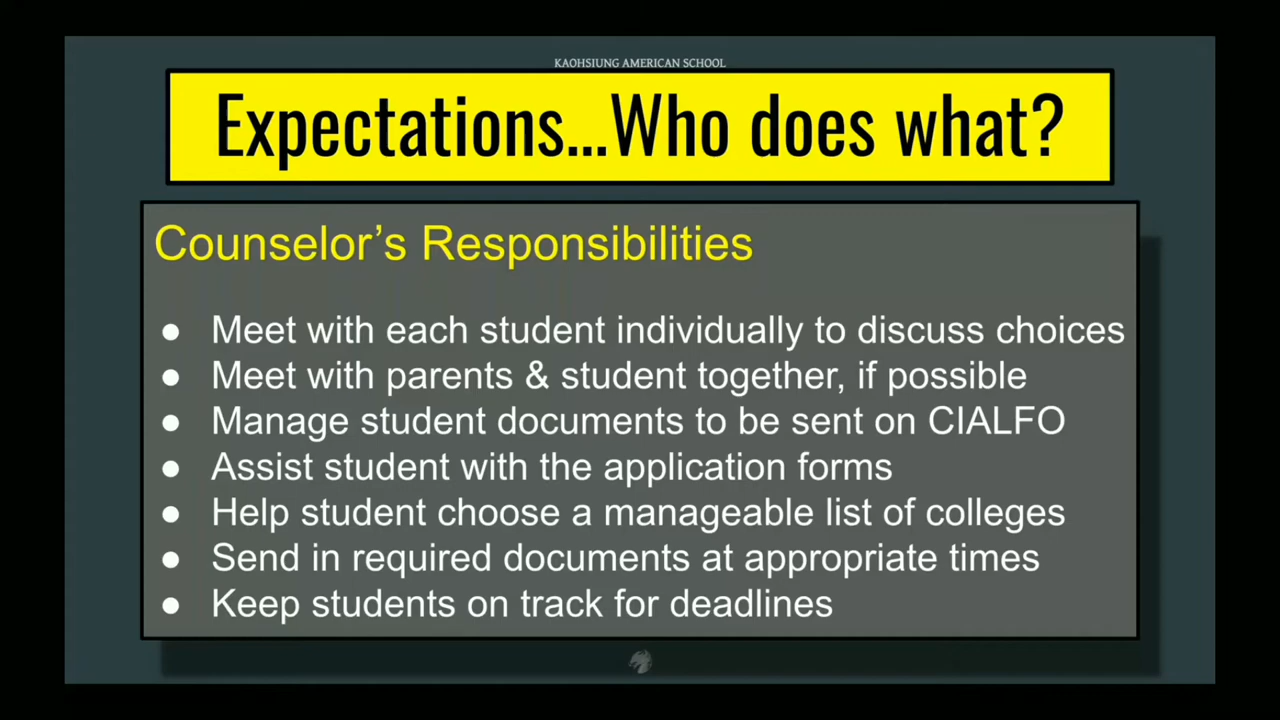 KAOHSIUNG AMERICAN SCHOOL
Expectations...Who does what?
Counselor's Responsibilities
● Meet with each student individually to discuss choices
● Meet with parents & student together, if possible
● Manage student documents to be sent on CIALFO
● Assist student with the application forms
● Help student choose a manageable list of colleges
● Send in required documents at appropriate times
● Keep students on track for deadlines